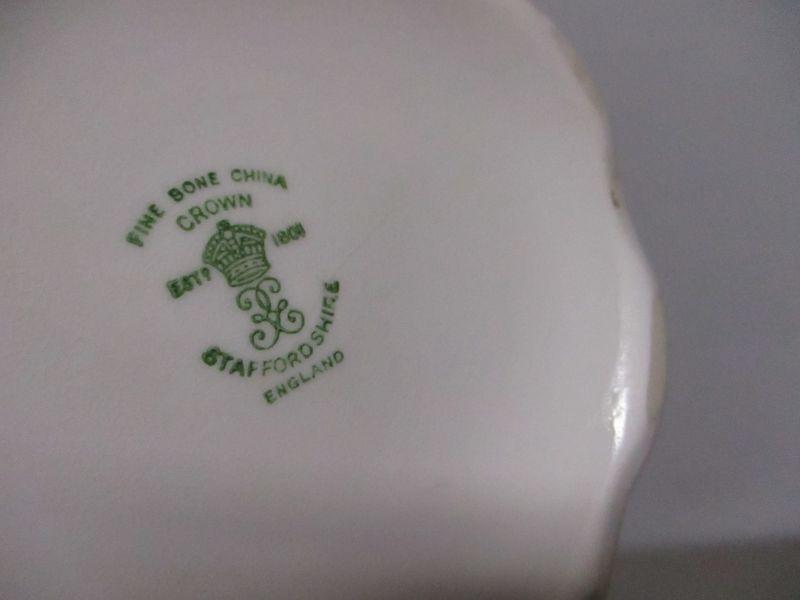 FINE BONE CHINA
CROWN
ESTD 1801
STAFFORDSHIRE
ENGLAND